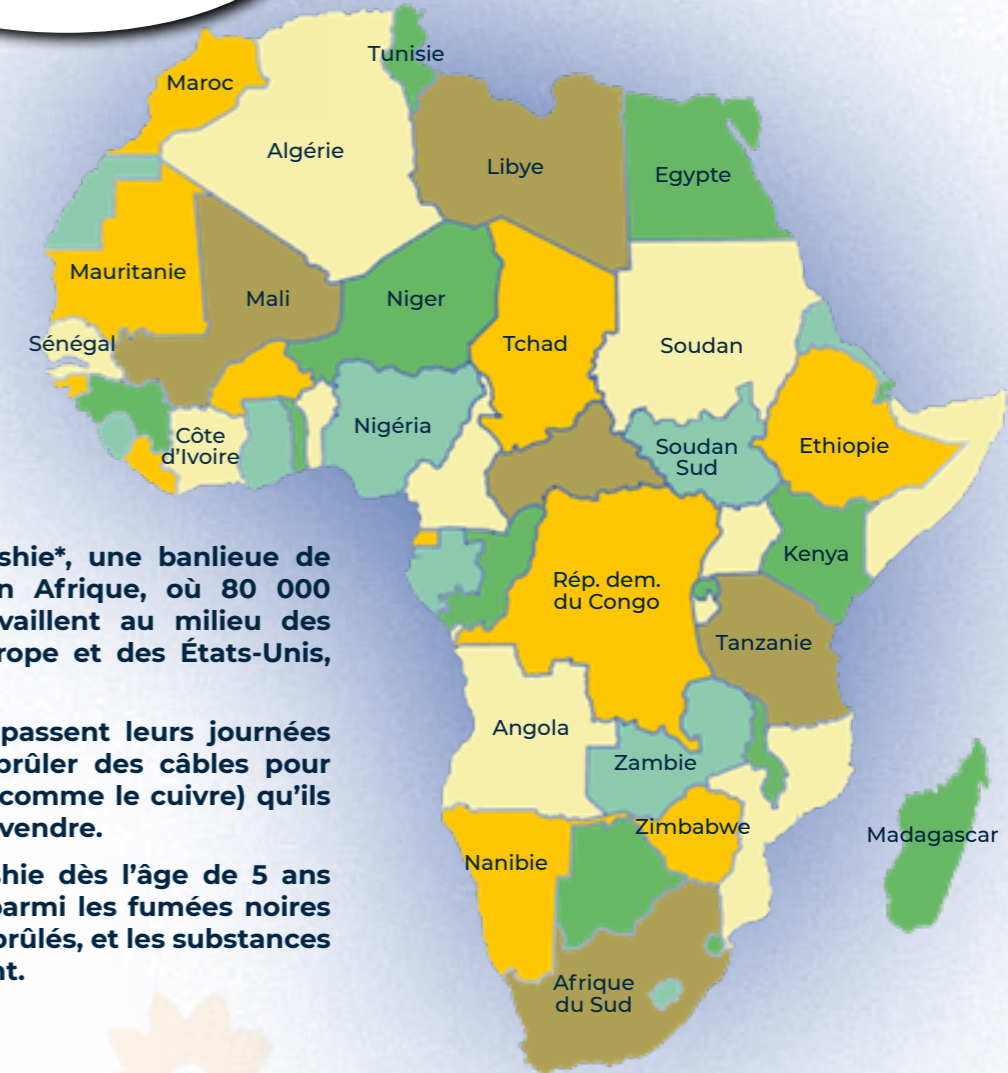 Tunisie
Maroc
Algérie
Libye
Egypte
Mauritanie
Mali
Niger
Tchad
Soudan
Sénégal
Côte
d'Ivoire
Nigéria
Soudan
Sud
Ethiopie
Kenya
Rép. dem.
du Congo
Tanzanie
Angola
Zambie
Zimbabwe
Nanibie
Madagascar
Afrique
du Sud
shie*, une banlieue de
n Afrique, où 80 000
vaillent au milieu des
rope et des États-Unis,
passent leurs journées
brûler des câbles pour
(comme le cuivre) qu'ils
vendre.
shie dès l'âge de 5 ans
parmi les fumées noires
brûlés, et les substances
nt.